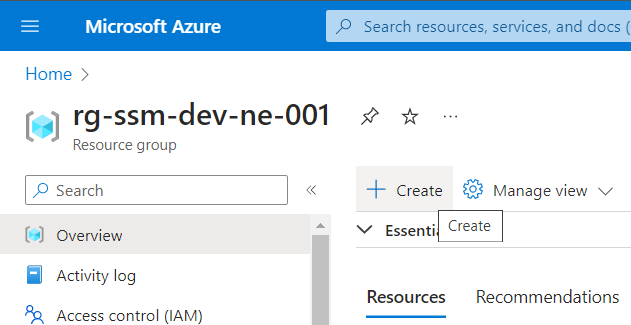 Microsoft Azure
Search resources, services, and docs (
Home
rg-ssm-dev-ne-001
Resource group
Search
Create
Manage view
Overview
Essentia
Create
Activity log
Resources
Recommendations
Access control (IAM)